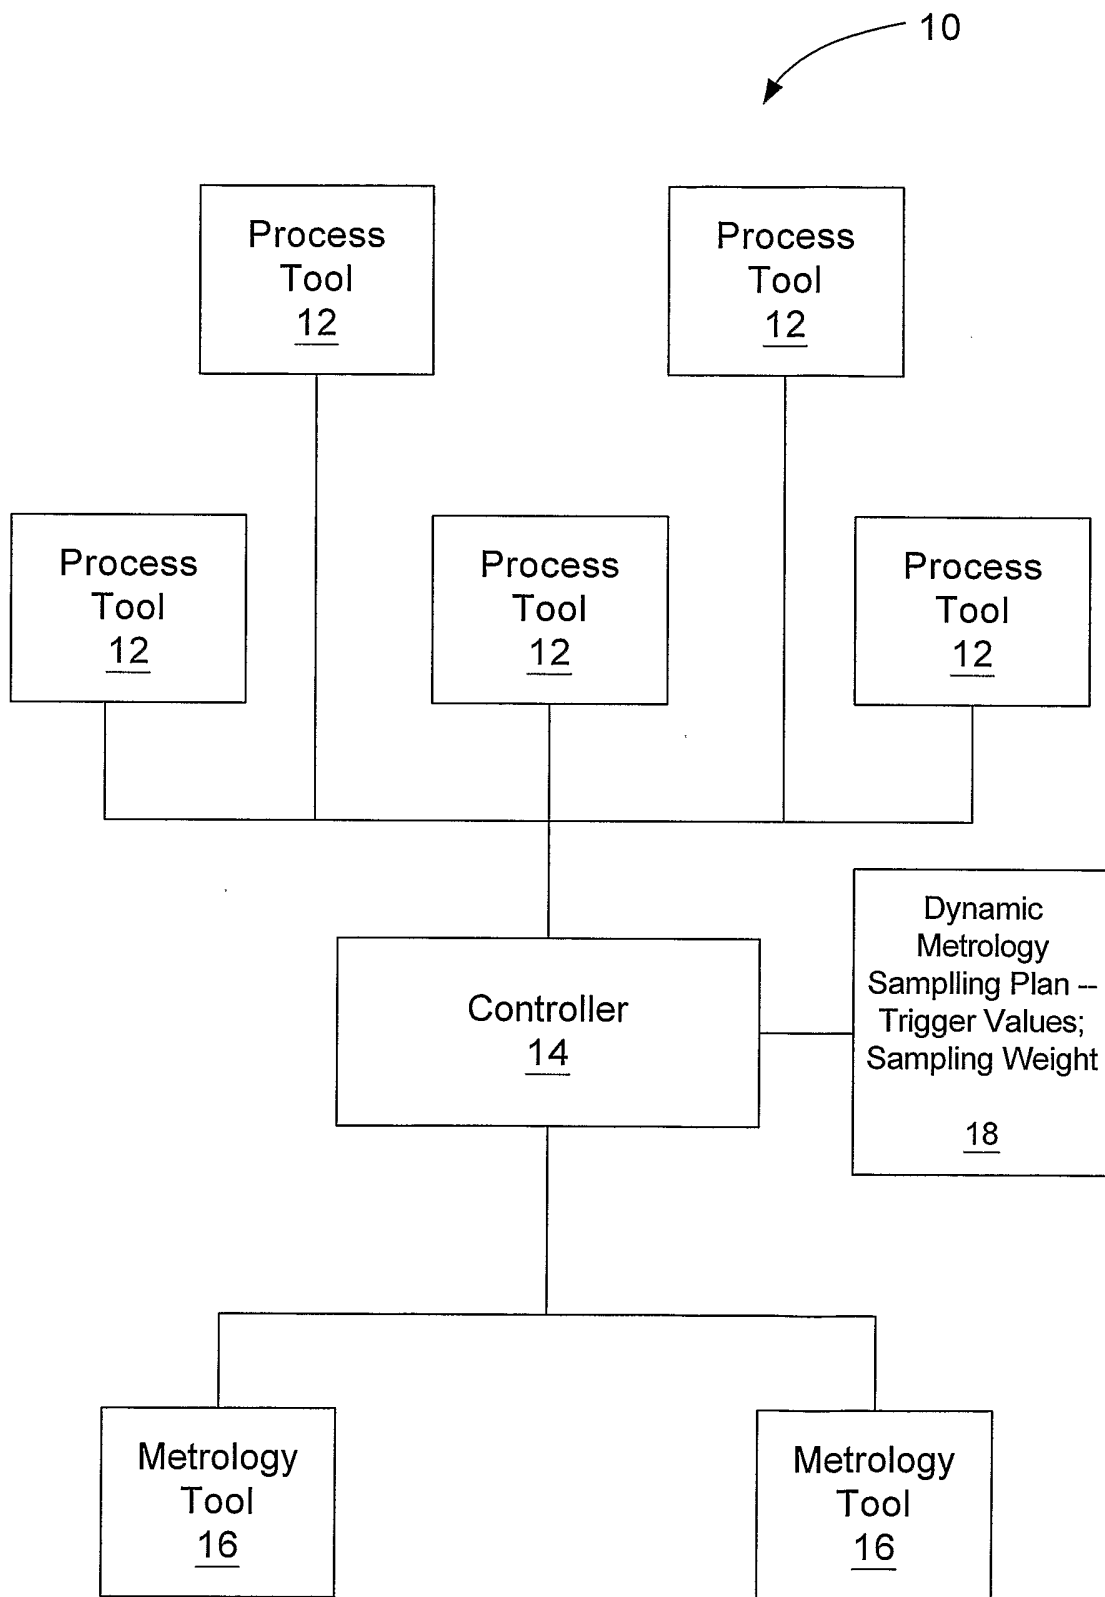 10
Process
Tool
12
Process
Tool
12
Process
Tool
12
Process
Tool
12
Process
Tool
12
Dynamic
Metrology
Samplling Plan --
Trigger Values;
Sampling Weight
18
Controller
14
Metrology
Tool
16
Metrology
Tool
16